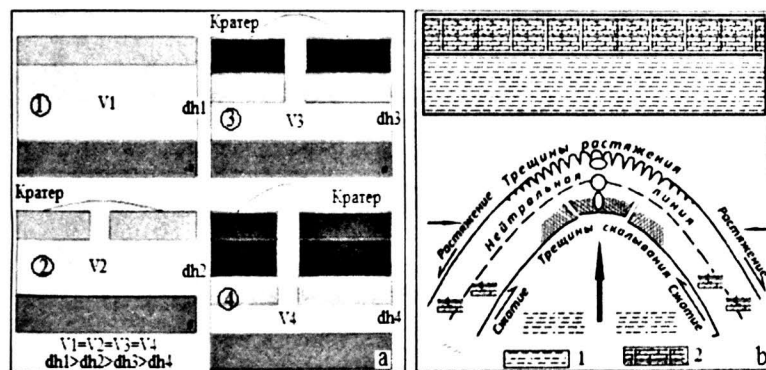 Кратер
1
V1
dh1
3
V3
dh3
Кратер
2
V2
dh2
Кратер
4
V4
dh4
V1=V2=V3=V4
dh1>dh2>dh3>dh4
a
Трещины растяжения
Растяжение
Нейтральная линия
Растяжение
Трещины скалывания
Сжатие
Сжатие
1
2
b